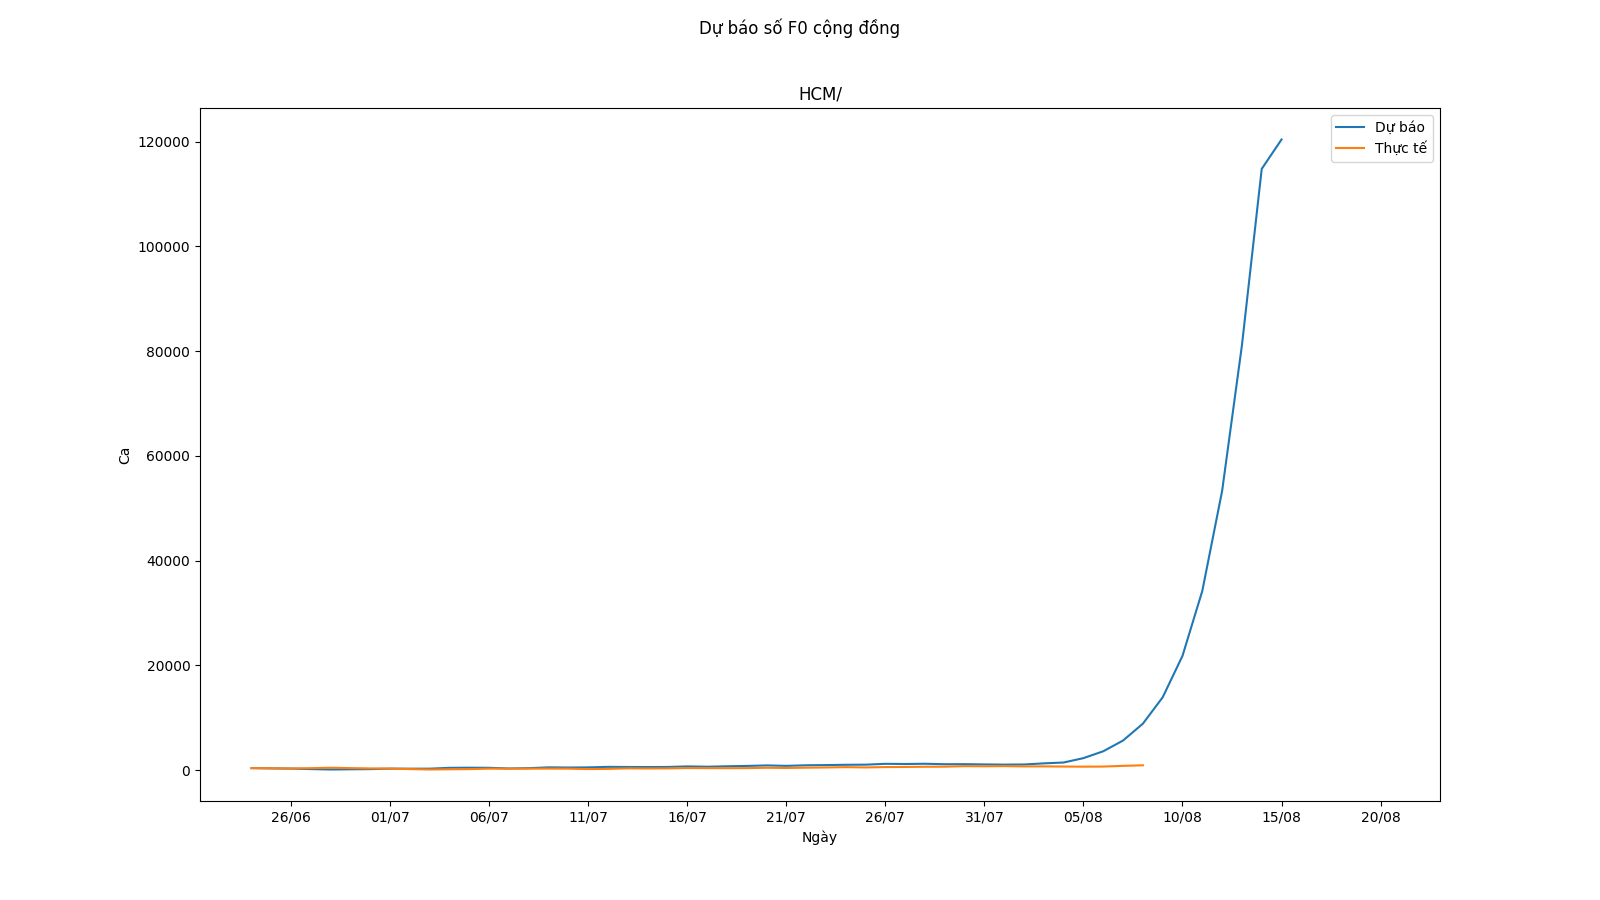 Dự báo số F0 cộng đồng
HCM/
Dự báo
Thực tế
120000
100000
80000
60000
40000
20000
0
Ca
26/06 01/07 06/07 11/07 16/07 21/07 26/07 31/07 05/08 10/08 15/08 20/08
Ngày